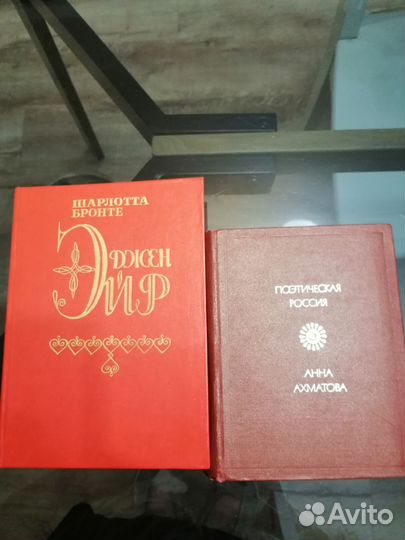 ШАРЛОТТА
БРОНТЕ
ДЖЕН
ЭЙР
ПОЭТИЧЕСКАЯ
РОССИЯ
АННА
АХМАТОВА
Avito